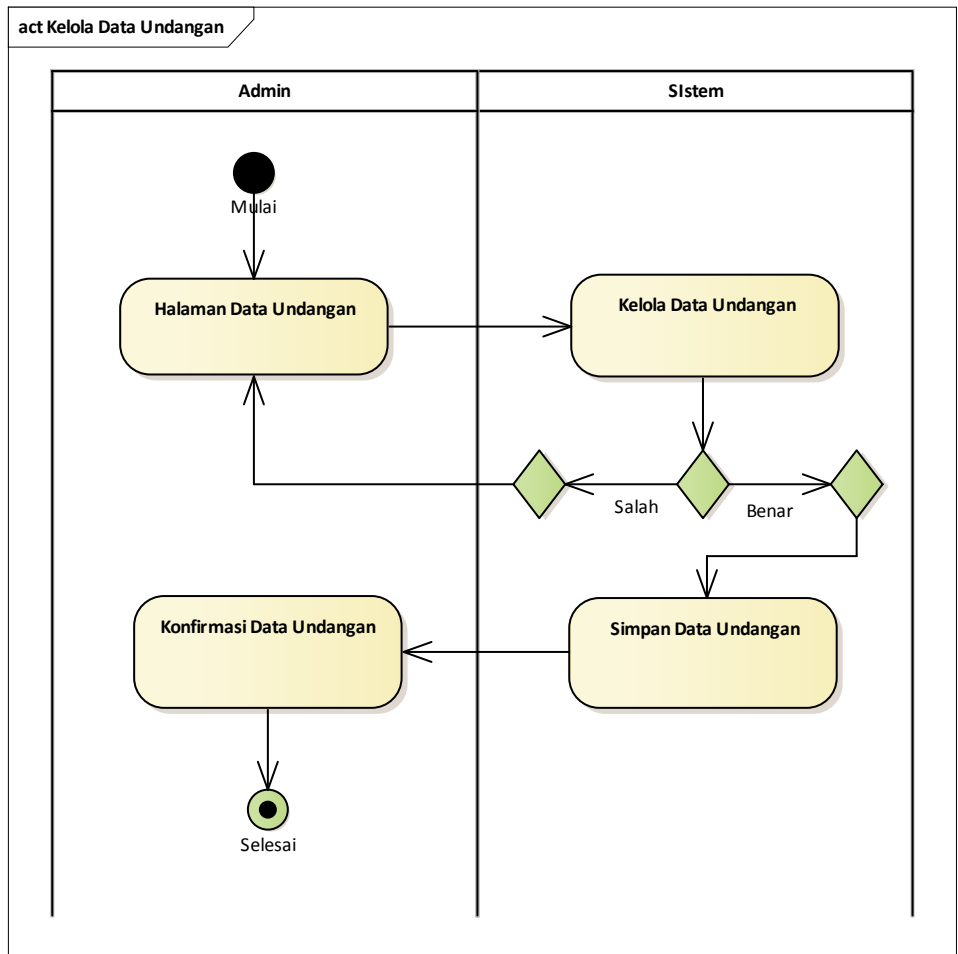 act Kelola Data Undangan
Admin
SIstem
Mulai
Halaman Data Undangan
Kelola Data Undangan
Salah
Benar
Konfirmasi Data Undangan
Simpan Data Undangan
Selesai